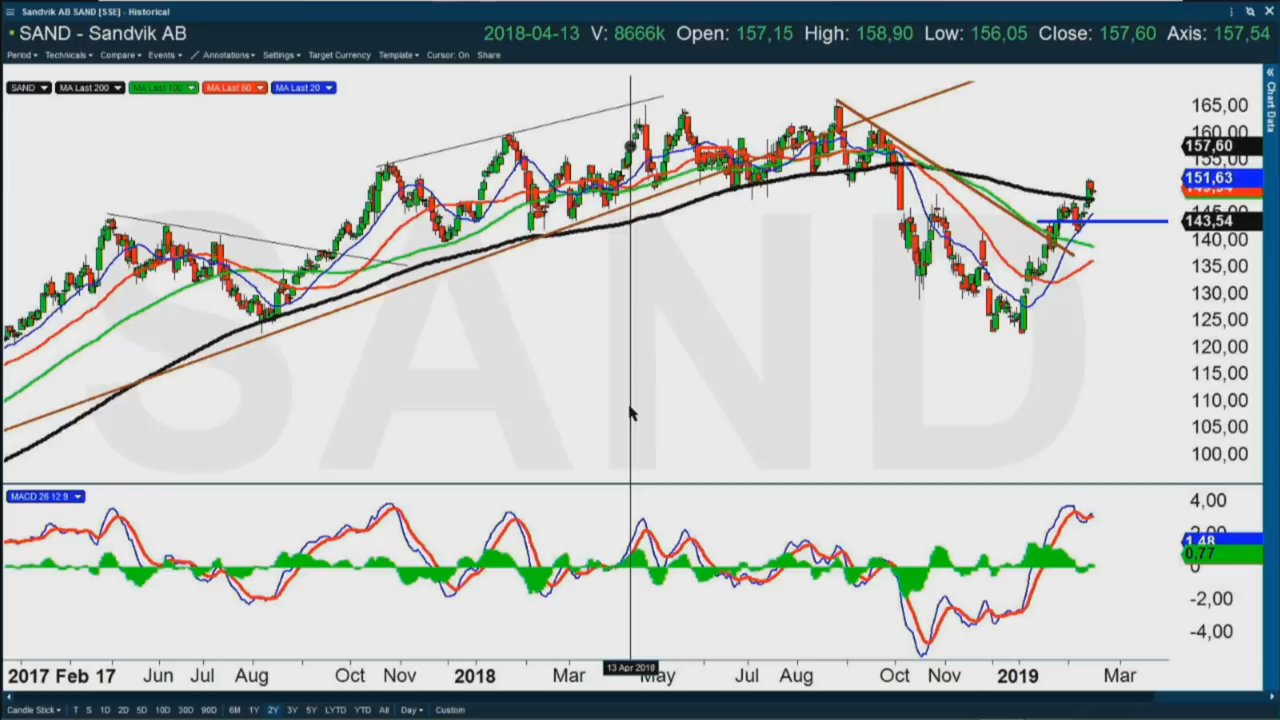 Sandvik AB SAND [SSE] - Historical
SAND - Sandvik AB 2018-04-13 V: 8666k Open: 157,15 High: 158,90 Low: 156,05 Close: 157,60 Axis: 157,54
Period Technicals Compare Events Annotations Settings Target Currency Template Cursor: On Share
SAND MA Last 200 MA Last 100 MA Last 50 MA Last 20
Chart Data
165,00
160,00
157,60
155,00
151,63
143,54
140,00
135,00
130,00
125,00
120,00
115,00
110,00
105,00
100,00
SAND
MACD 26 12 9
4,00
2,00
1,48
0,77
0
-2,00
-4,00
13 Apr 2018
2017 Feb 17 Jun Jul Aug Oct Nov 2018 Mar May Jul Aug Oct Nov 2019 Mar
Candle Stick T S 1D 2D 5D 10D 30D 90D 6M 1Y 2Y 3Y 5Y LYTD YTD All Day Custom